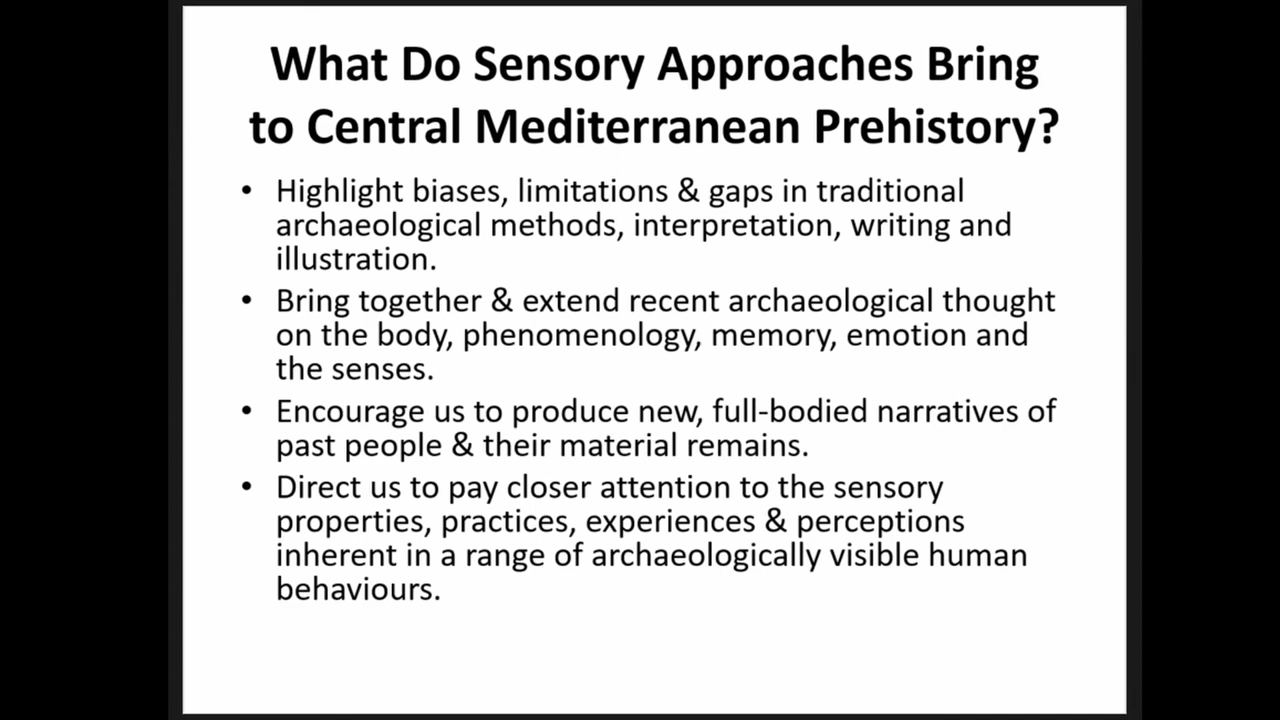 What Do Sensory Approaches Bring
to Central Mediterranean Prehistory?
• Highlight biases, limitations & gaps in traditional
archaeological methods, interpretation, writing and
illustration.
• Bring together & extend recent archaeological thought
on the body, phenomenology, memory, emotion and
the senses.
• Encourage us to produce new, full-bodied narratives of
past people & their material remains.
• Direct us to pay closer attention to the sensory
properties, practices, experiences & perceptions
inherent in a range of archaeologically visible human
behaviours.